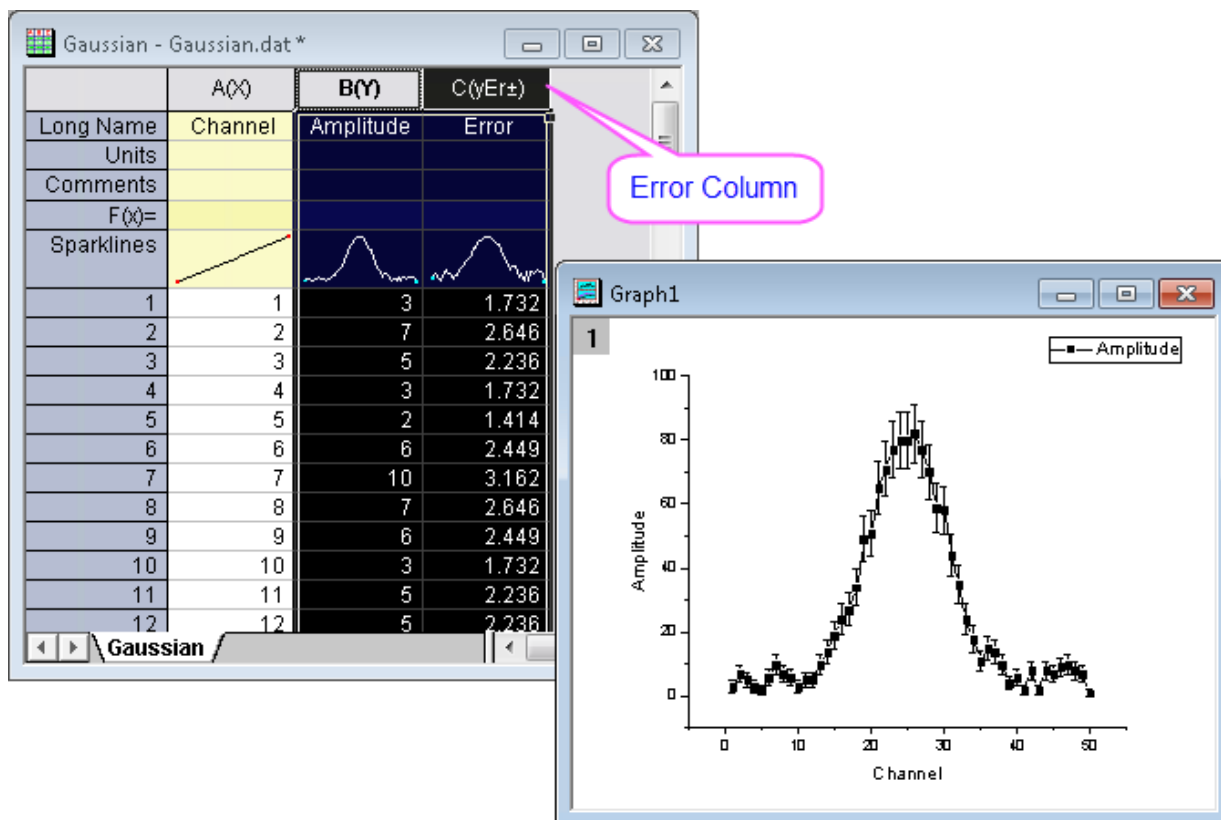 Gaussian - Gaussian.dat *
A(X) B(Y) C(yEr±)
Long Name Channel Amplitude Error
Units
Comments
F(x)=
Sparklines
1 1 3 1.732
2 2 7 2.646
3 3 5 2.236
4 4 3 1.732
5 5 2 1.414
6 6 6 2.449
7 7 10 3.162
8 8 7 2.646
9 9 6 2.449
10 10 3 1.732
11 11 5 2.236
12 12 5 2.236
Gaussian
Error Column
Graph1
1
Amplitude
100
80
60
40
20
0
Amplitude
0 10 20 30 40 50
Channel